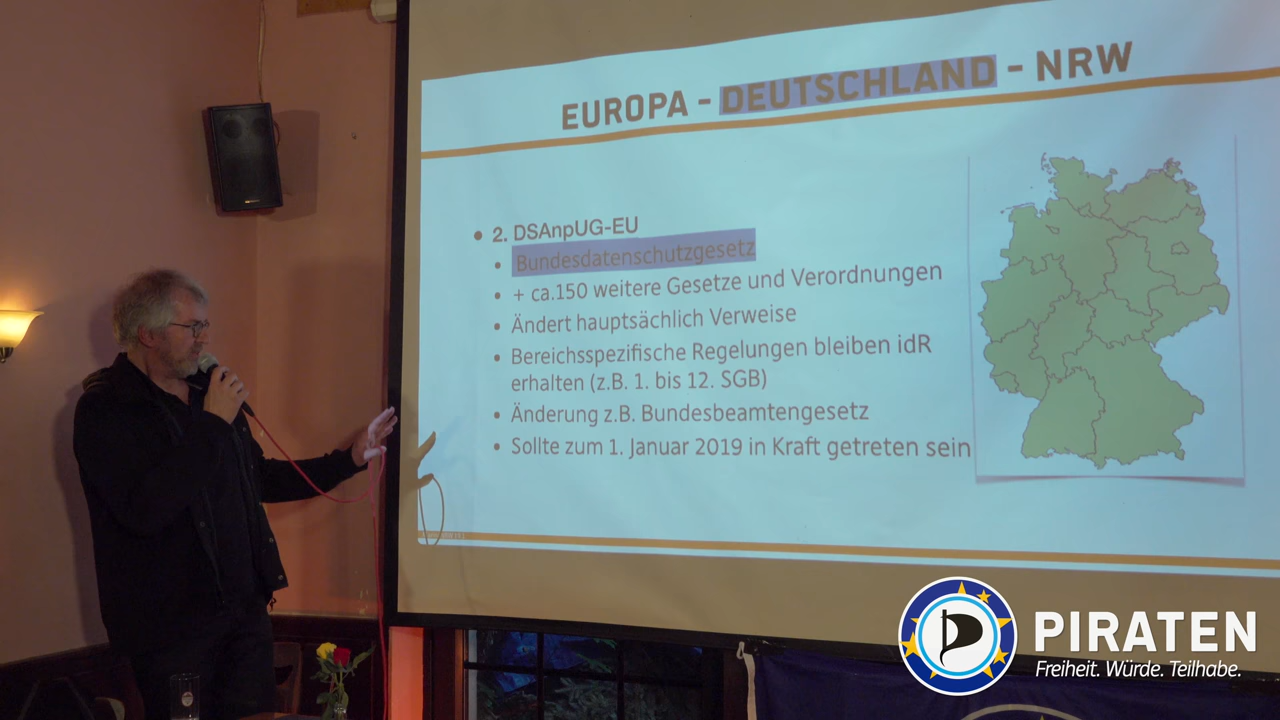 EUROPA - DEUTSCHLAND - NRW
• 2. DSAnpUG-EU
• Bundesdatenschutzgesetz
• + ca.150 weitere Gesetze und Verordnungen
• Ändert hauptsächlich Verweise
• Bereichsspezifische Regelungen bleiben idR
erhalten (z.B. 1. bis 12. SGB)
• Änderung z.B. Bundesbeamtengesetz
• Sollte zum 1. Januar 2019 in Kraft getreten sein
PIRATEN
Freiheit. Würde. Teilhabe.